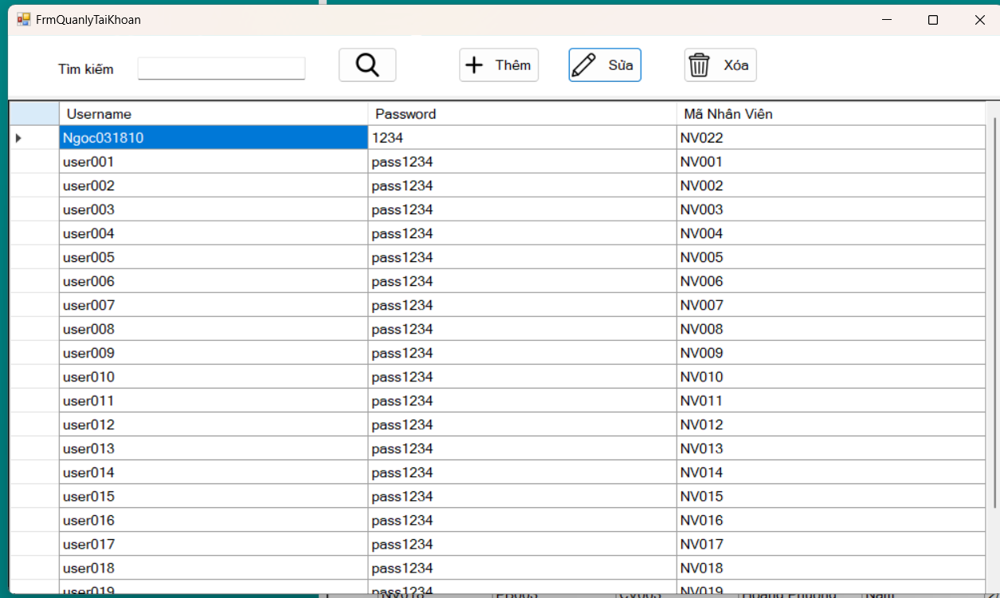 FrmQuanlyTaiKhoan
Tìm kiếm Thêm Sửa Xóa
Username Password Mã Nhân Viên
Ngoc031810 1234 NV022
user001 pass1234 NV001
user002 pass1234 NV002
user003 pass1234 NV003
user004 pass1234 NV004
user005 pass1234 NV005
user006 pass1234 NV006
user007 pass1234 NV007
user008 pass1234 NV008
user009 pass1234 NV009
user010 pass1234 NV010
user011 pass1234 NV011
user012 pass1234 NV012
user013 pass1234 NV013
user014 pass1234 NV014
user015 pass1234 NV015
user016 pass1234 NV016
user017 pass1234 NV017
user018 pass1234 NV018
user019 pass1234 NV019